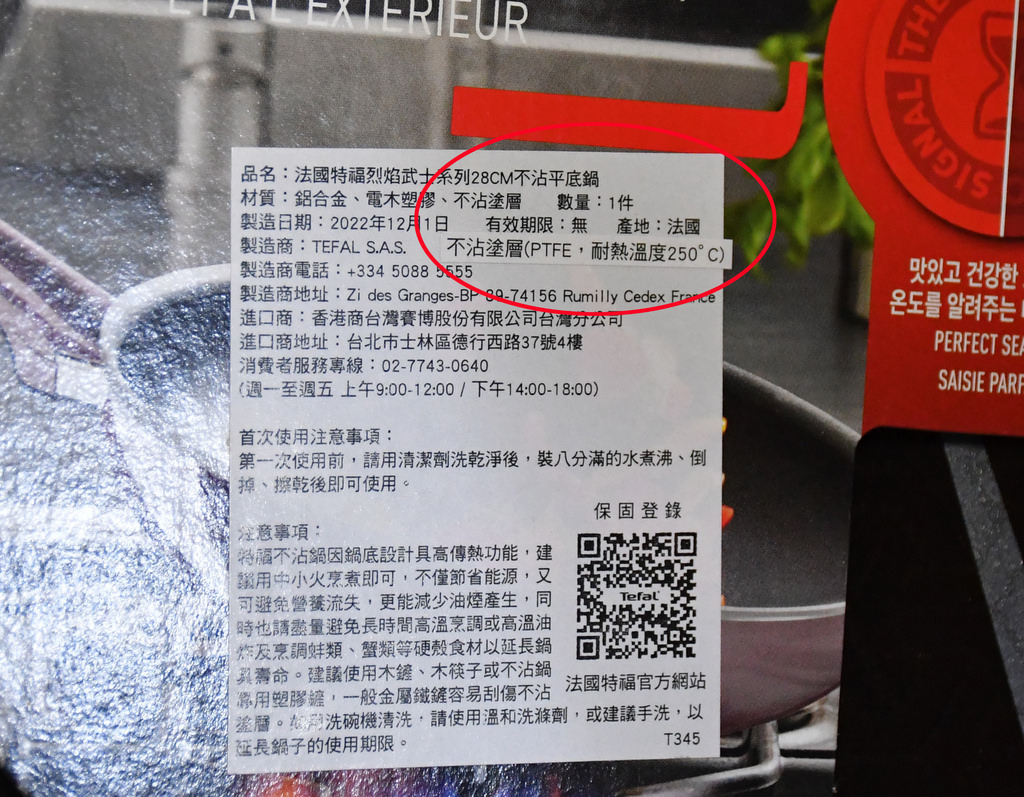 ET À L'EXTÉRIEUR
THE
SIGNAL
品名：法國特福烈焰武士系列28CM不沾平底鍋
材質：鋁合金、電木塑膠、不沾塗層 數量：1件
製造日期：2022年12月1日 有效期限：無 產地：法國
製造商：TEFAL S.A.S. 不沾塗層(PTFE，耐熱溫度250°C)
製造商電話：+334 5088 5555
製造商地址：Zi des Granges-BP 89-74156 Rumilly Cedex France
進口商：香港商台灣賽博股份有限公司台灣分公司
進口商地址：台北市士林區德行西路37號4樓
消費者服務專線：02-7743-0640
(週一至週五 上午9:00-12:00 / 下午14:00-18:00)
首次使用注意事項：
第一次使用前，請用清潔劑洗乾淨後，裝八分滿的水煮沸、倒
掉、擦乾後即可使用。
保固登錄
注意事項：
特福不沾鍋因鍋底設計具高傳熱功能，建
議用中小火烹煮即可，不僅節省能源，又
可避免營養流失，更能減少油煙產生，同
時也請盡量避免長時間高溫烹調或高溫油
炸及烹調蚌類、蟹類等硬殼食材以延長鍋
具壽命。建議使用木鏟、木筷子或不沾鍋
專用塑膠鏟，一般金屬鐵鏟容易刮傷不沾
塗層。如用洗碗機清洗，請使用溫和洗滌劑，或建議手洗，以
延長鍋子的使用期限。
Tefal
法國特福官方網站
T345
맛있고 건강한
온도를 알려주는
PERFECT SEA
SAISIE PARF